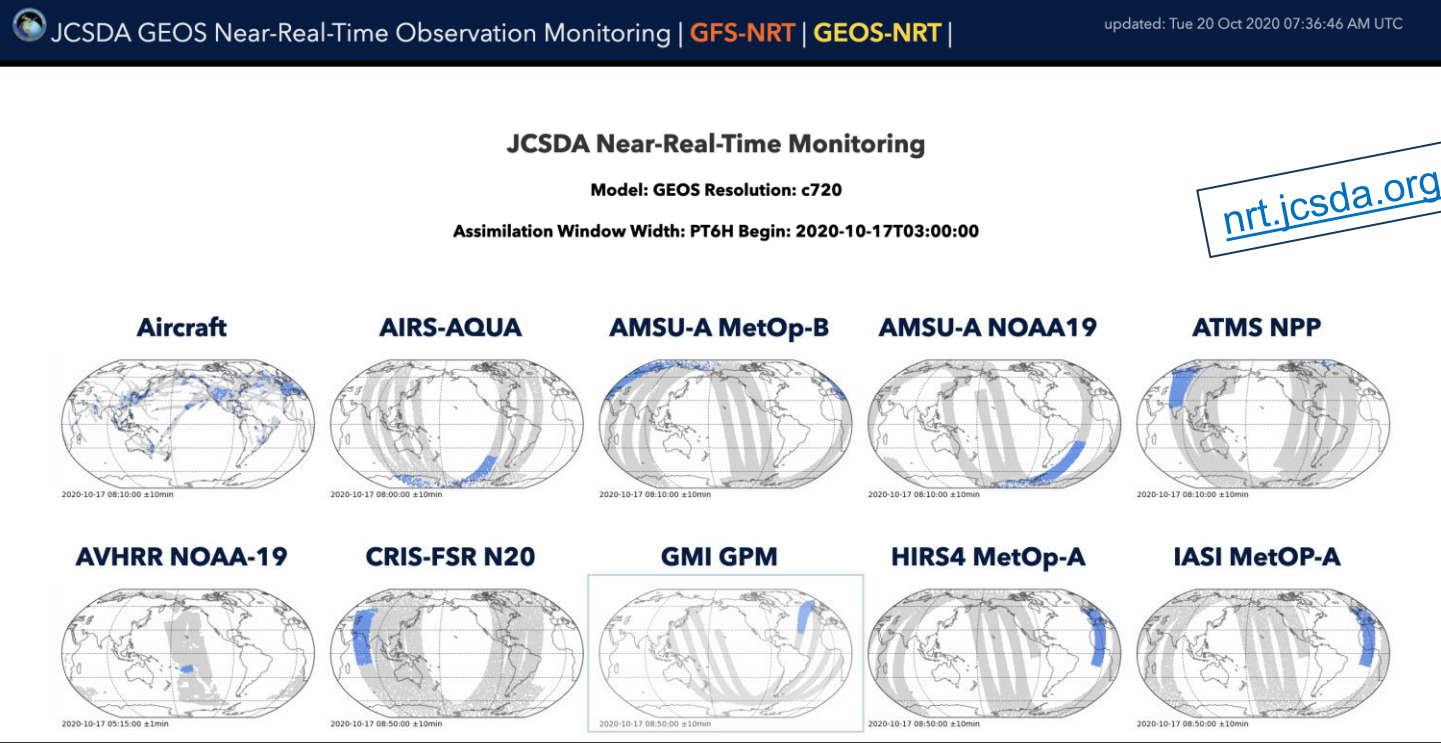 JCSDA GEOS Near-Real-Time Observation Monitoring | GFS-NRT | GEOS-NRT |
updated: Tue 20 Oct 2020 07:36:46 AM UTC
JCSDA Near-Real-Time Monitoring
Model: GEOS Resolution: c720
nrt.jcsda.org
Assimilation Window Width: PT6H Begin: 2020-10-17T03:00:00
Aircraft
AIRS-AQUA
AMSU-A MetOp-B
AMSU-A NOAA19
ATMS NPP
2020-10-17 08:10:00 ±10min
2020-10-17 08:00:00 ±10min
2020-10-17 08:10:00 ±10min
2020-10-17 08:10:00 ±10min
2020-10-17 08:10:00 ±10min
AVHRR NOAA-19
CRIS-FSR N20
GMI GPM
HIRS4 MetOp-A
IASI MetOP-A
2020-10-17 05:15:00 ±1min
2020-10-17 08:50:00 ±10min
2020-10-17 08:50:00 ±10min
2020-10-17 08:50:00 ±10min
2020-10-17 08:50:00 ±10min